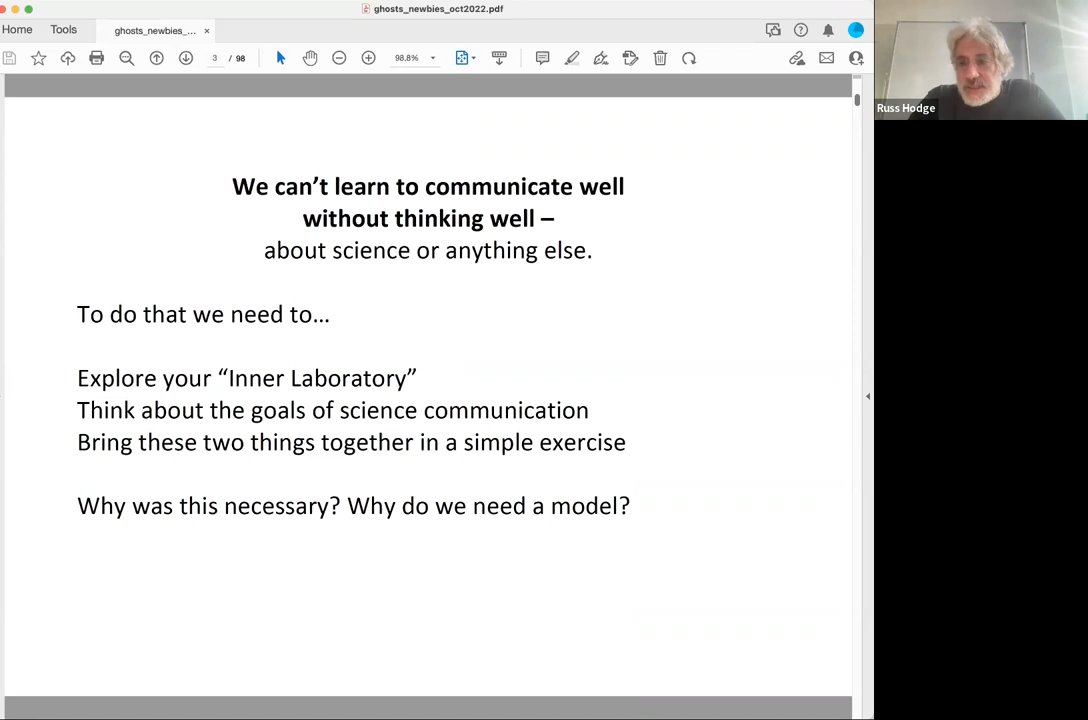 ghosts_newbies_oct2022.pdf
Home Tools ghosts_newbies_... ×
3 / 98 98,8%
Russ Hodge
We can’t learn to communicate well
without thinking well –
about science or anything else.
To do that we need to…
Explore your “Inner Laboratory”
Think about the goals of science communication
Bring these two things together in a simple exercise
Why was this necessary? Why do we need a model?